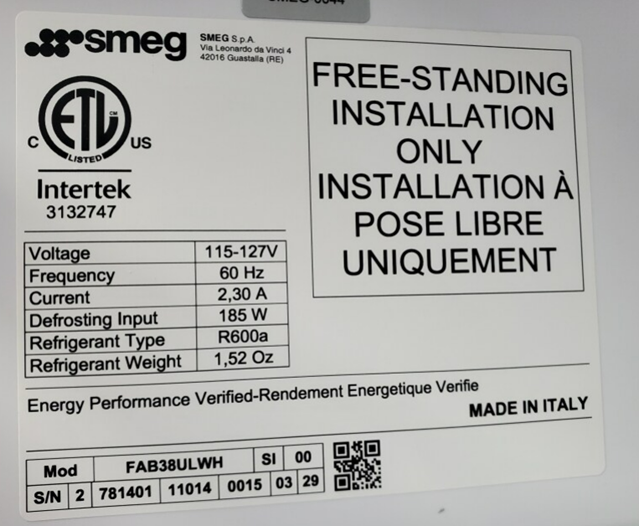 smeg
SMEG S.p.A.
Via Leonardo da Vinci 4
42016 Guastalla (RE)
C ETL CM US
LISTED
Intertek
3132747
FREE-STANDING
INSTALLATION
ONLY
INSTALLATION À
POSE LIBRE
UNIQUEMENT
Voltage 115-127V
Frequency 60 Hz
Current 2,30 A
Defrosting Input 185 W
Refrigerant Type R600a
Refrigerant Weight 1,52 Oz
Energy Performance Verified-Rendement Energetique Verifie
MADE IN ITALY
Mod FAB38ULWH SI 00
S/N 2 781401 11014 0015 03 29